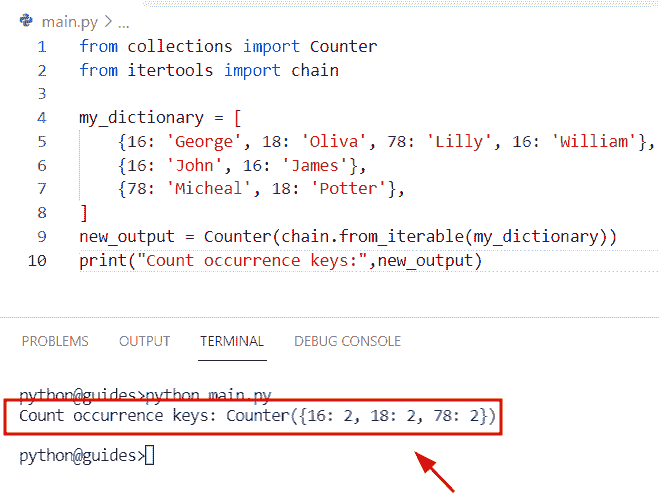 main.py > ...
1 from collections import Counter
2 from itertools import chain
3
4 my_dictionary = [
5     {16: 'George', 18: 'Oliva', 78: 'Lilly', 16: 'William'},
6     {16: 'John', 16: 'James'},
7     {78: 'Micheal', 18: 'Potter'},
8 ]
9 new_output = Counter(chain.from_iterable(my_dictionary))
10 print("Count occurrence keys:",new_output)
PROBLEMS OUTPUT TERMINAL DEBUG CONSOLE
python@guides>python main.py
Count occurrence keys: Counter({16: 2, 18: 2, 78: 2})
python@guides>